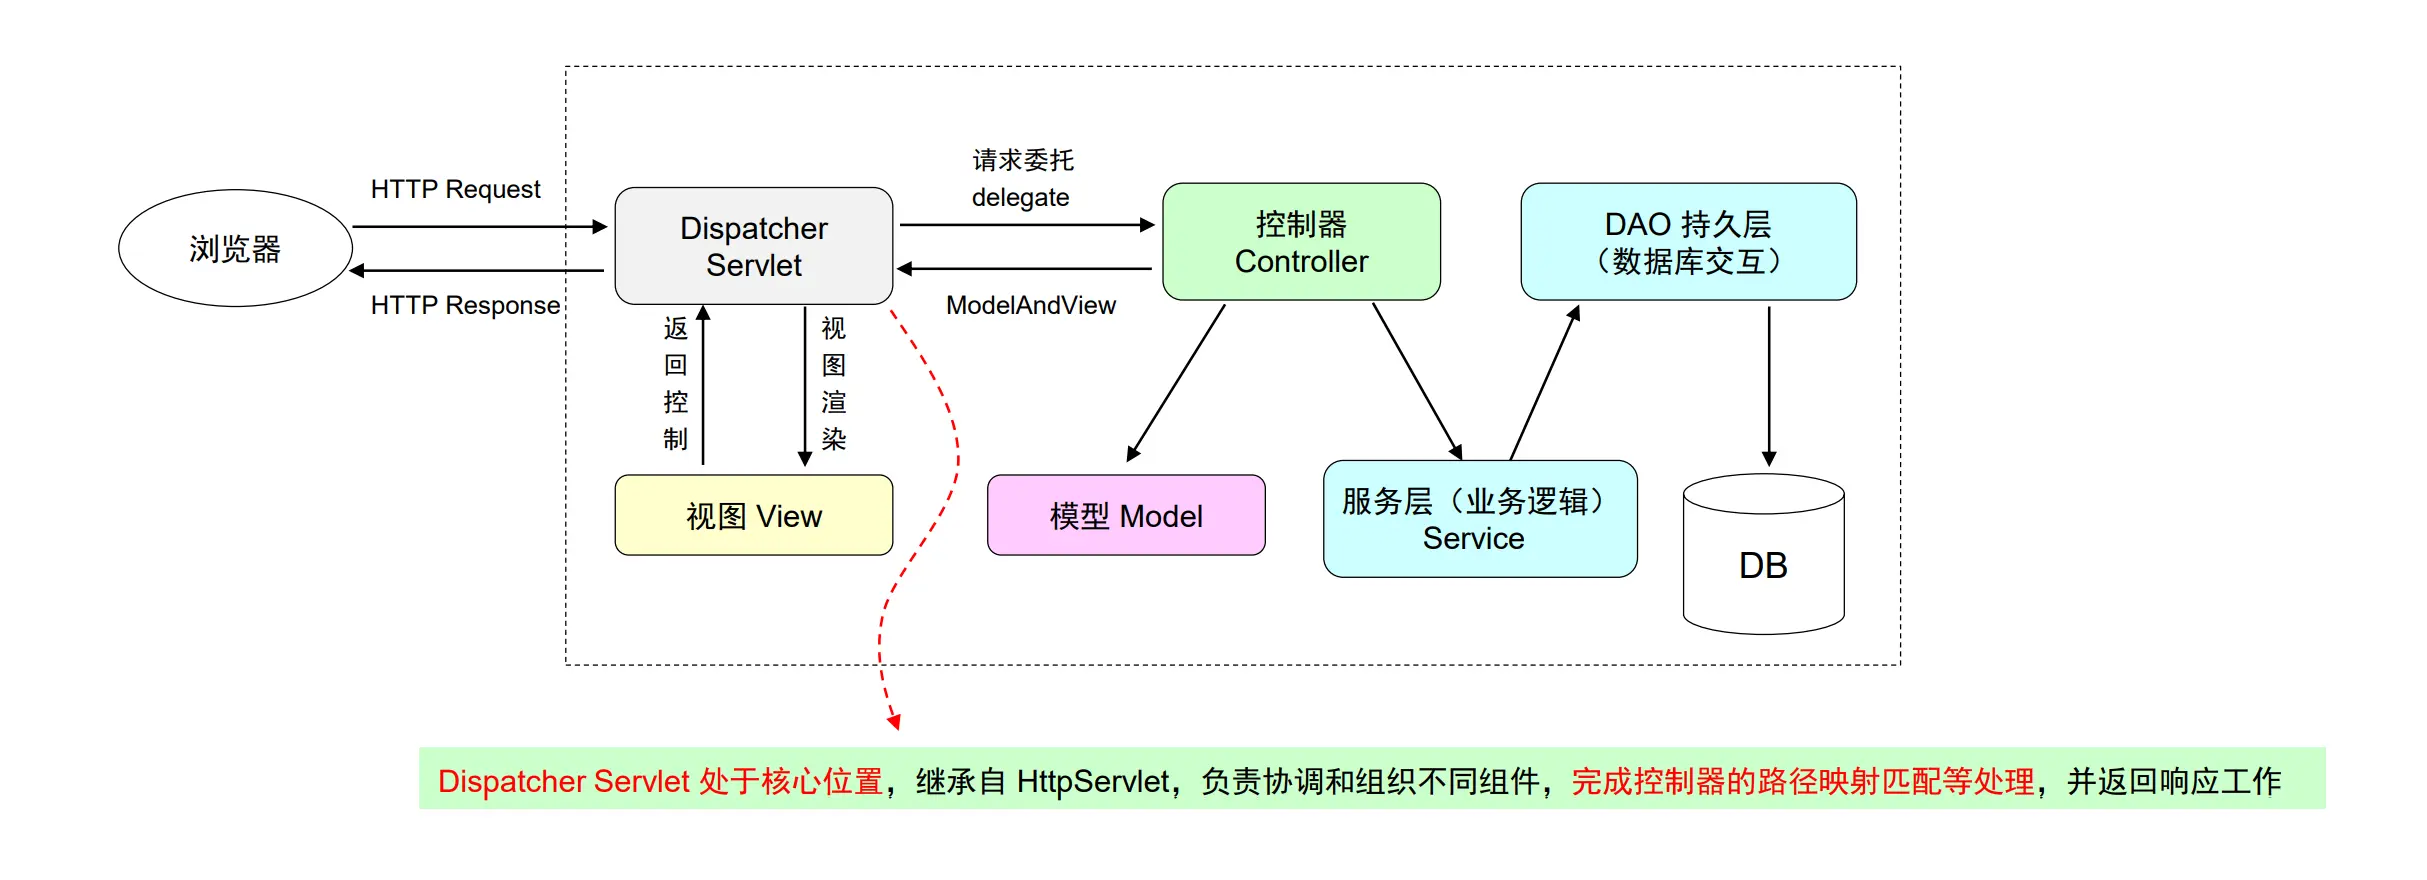 请求委托
delegate
HTTP Request
浏览器
HTTP Response
Dispatcher
Servlet
ModelAndView
控制器
Controller
DAO 持久层
（数据库交互）
返回控制
视图渲染
视图 View
模型 Model
服务层（业务逻辑）
Service
DB
Dispatcher Servlet 处于核心位置，继承自 HttpServlet，负责协调和组织不同组件，完成控制器的路径映射匹配等处理，并返回响应工作